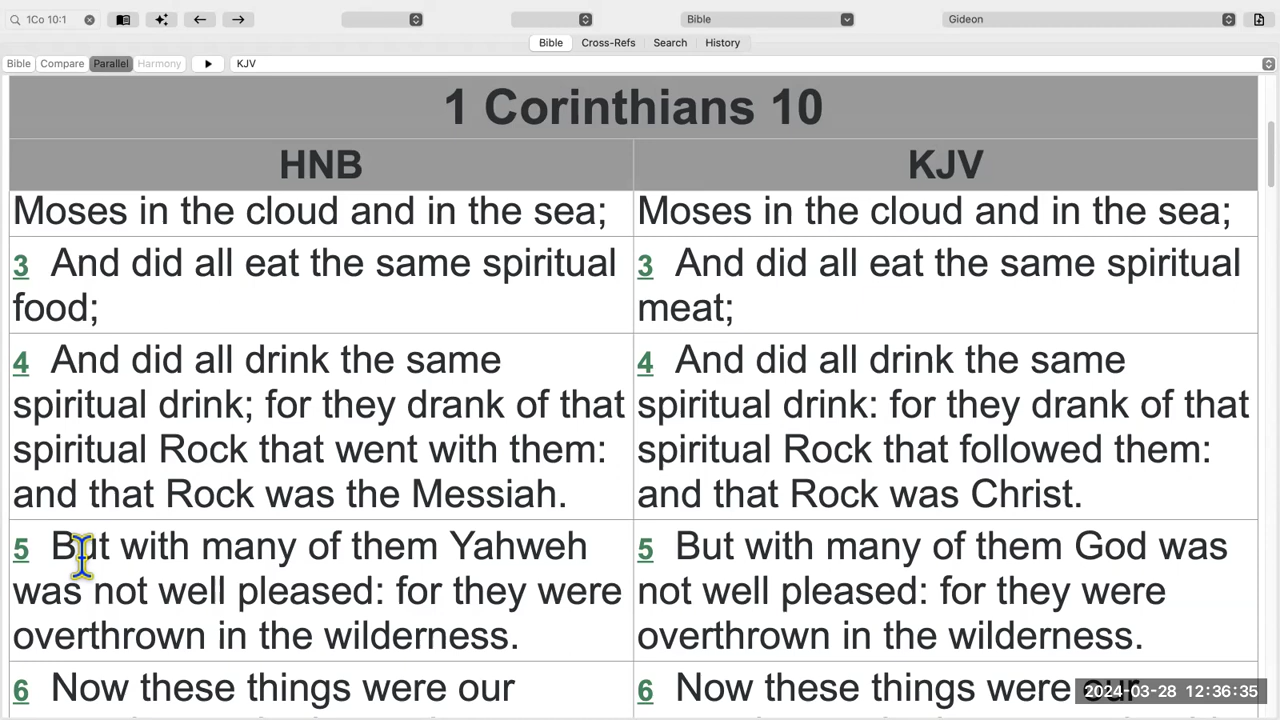 1Co 10:1
Bible
Gideon
Bible Cross-Refs Search History
Bible Compare Parallel Harmony KJV
1 Corinthians 10
HNB
Moses in the cloud and in the sea;
3 And did all eat the same spiritual
food;
4 And did all drink the same
spiritual drink; for they drank of that
spiritual Rock that went with them:
and that Rock was the Messiah.
5 But with many of them Yahweh
was not well pleased: for they were
overthrown in the wilderness.
6 Now these things were our
KJV
Moses in the cloud and in the sea;
3 And did all eat the same spiritual
meat;
4 And did all drink the same
spiritual drink: for they drank of that
spiritual Rock that followed them:
and that Rock was Christ.
5 But with many of them God was
not well pleased: for they were
overthrown in the wilderness.
6 Now these things were our
2024-03-28 12:36:35